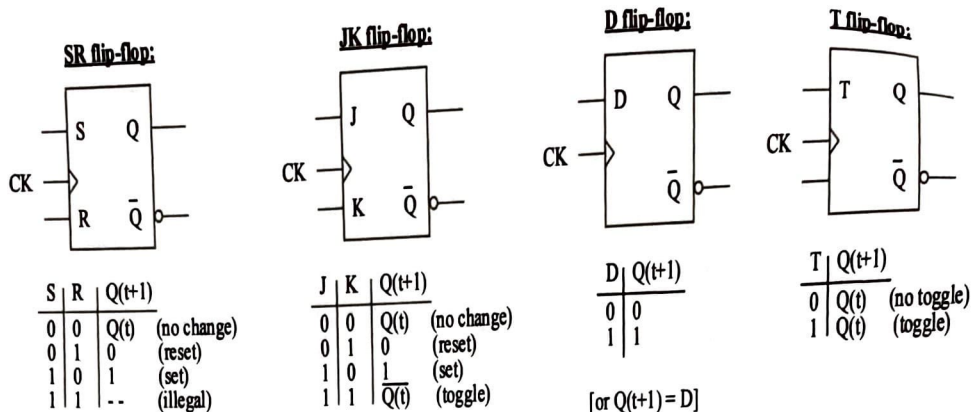 SR flip-flop:
S Q
CK
R Q̅
S R Q(t+1)
0 0 Q(t) (no change)
0 1 0 (reset)
1 0 1 (set)
1 1 -- (illegal)
JK flip-flop:
J Q
CK
K Q̅
J K Q(t+1)
0 0 Q(t) (no change)
0 1 0 (reset)
1 0 1 (set)
1 1 Q̅(̅t̅)̅ (toggle)
D flip-flop:
D Q
CK
Q̅
D Q(t+1)
0 0
1 1
[or Q(t+1) = D]
T flip-flop:
T Q
CK
Q̅
T Q(t+1)
0 Q(t) (no toggle)
1 Q(t) (toggle)